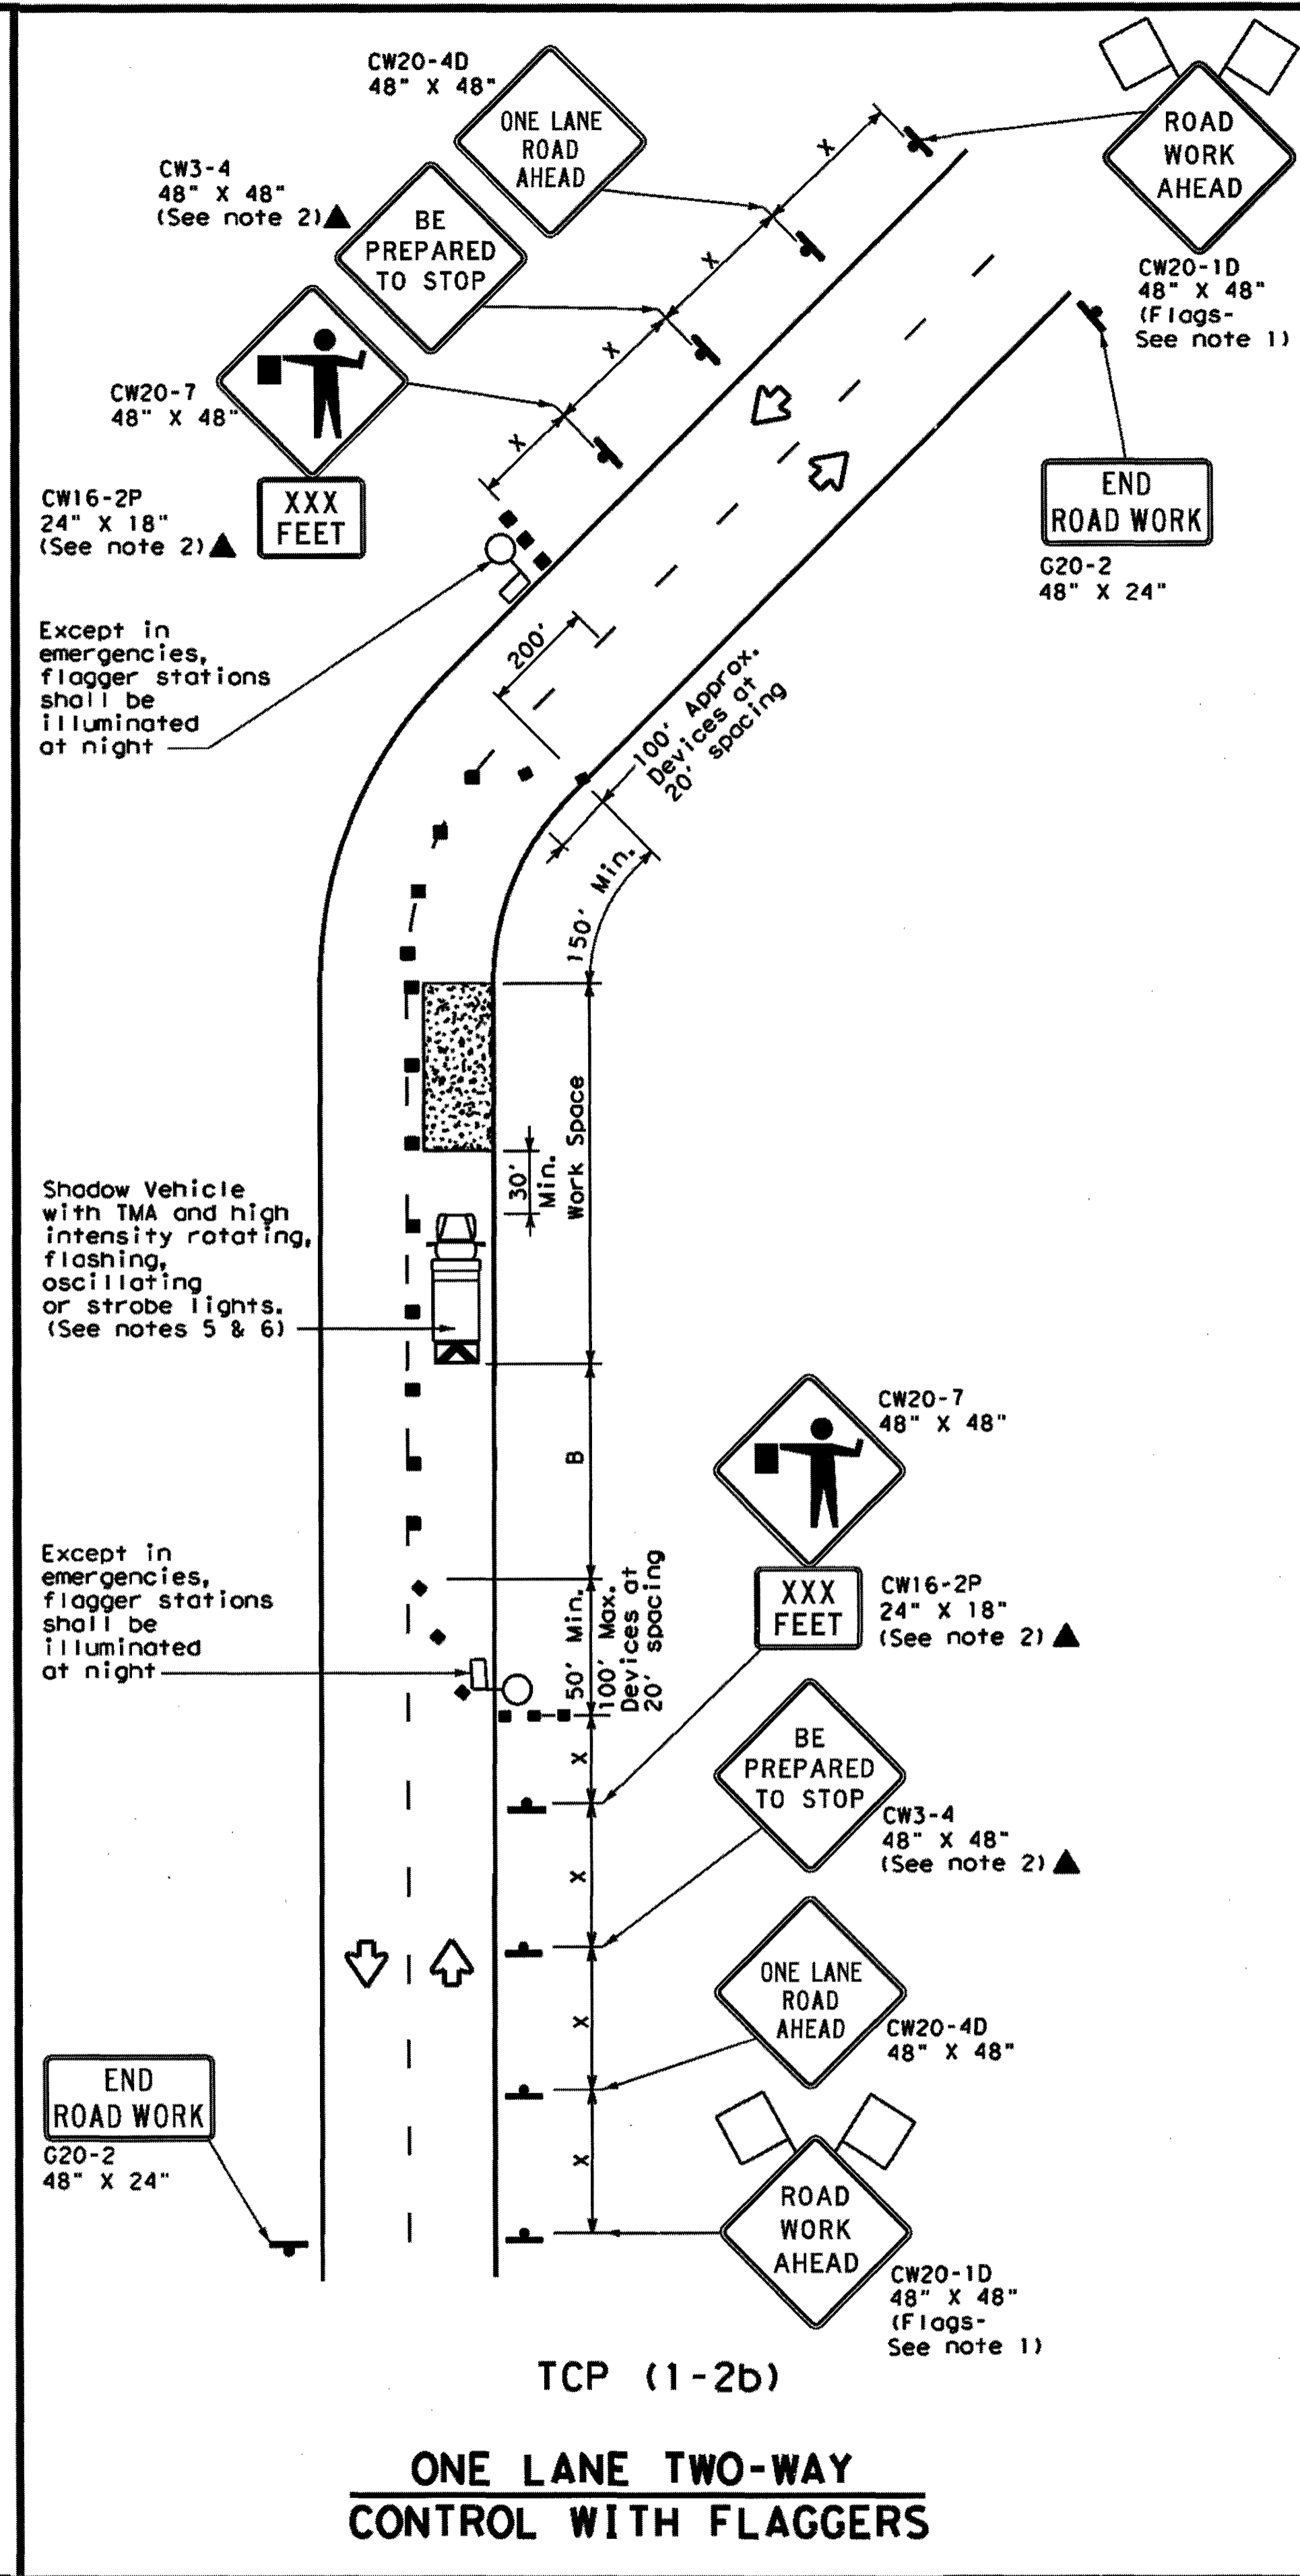 CW20-4D
48" X 48"
ONE LANE
ROAD
AHEAD
ROAD
WORK
AHEAD
CW20-1D
48" X 48"
(Flags-
See note 1)
CW3-4
48" X 48"
(See note 2)▲
BE
PREPARED
TO STOP
CW20-7
48" X 48"
CW16-2P
24" X 18"
(See note 2)▲
XXX
FEET
X
X
X
X
END
ROAD WORK
G20-2
48" X 24"
Except in
emergencies,
flagger stations
shall be
illuminated
at night
200'
100' Approx.
Devices at
20' spacing
150' Min.
30'
Min.
Work Space
Shadow Vehicle
with TMA and high
intensity rotating,
flashing,
oscillating
or strobe lights.
(See notes 5 & 6)
B
CW20-7
48" X 48"
XXX
FEET
CW16-2P
24" X 18"
(See note 2)▲
Except in
emergencies,
flagger stations
shall be
illuminated
at night
50' Min.
100' Max.
Devices at
20' spacing
X
X
X
X
BE
PREPARED
TO STOP
CW3-4
48" X 48"
(See note 2)▲
ONE LANE
ROAD
AHEAD
CW20-4D
48" X 48"
END
ROAD WORK
G20-2
48" X 24"
ROAD
WORK
AHEAD
CW20-1D
48" X 48"
(Flags-
See note 1)
TCP (1-2b)
ONE LANE TWO-WAY
CONTROL WITH FLAGGERS